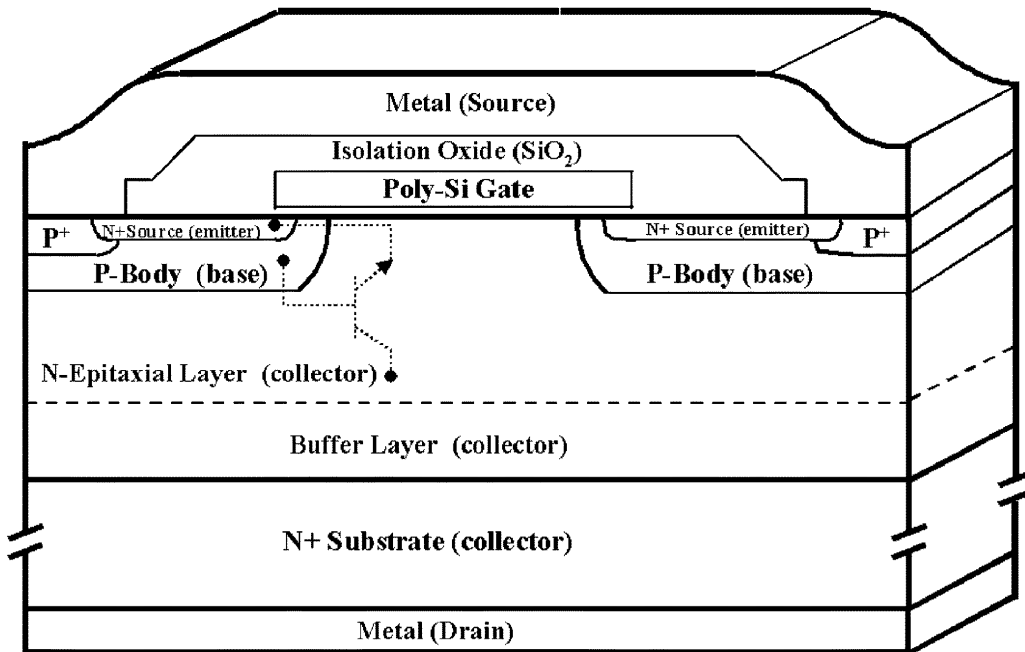 Metal (Source)
Isolation Oxide (SiO₂)
Poly-Si Gate
P⁺ N+Source (emitter) N+ Source (emitter) P⁺
P-Body (base) P-Body (base)
N-Epitaxial Layer (collector)
Buffer Layer (collector)
N+ Substrate (collector)
Metal (Drain)